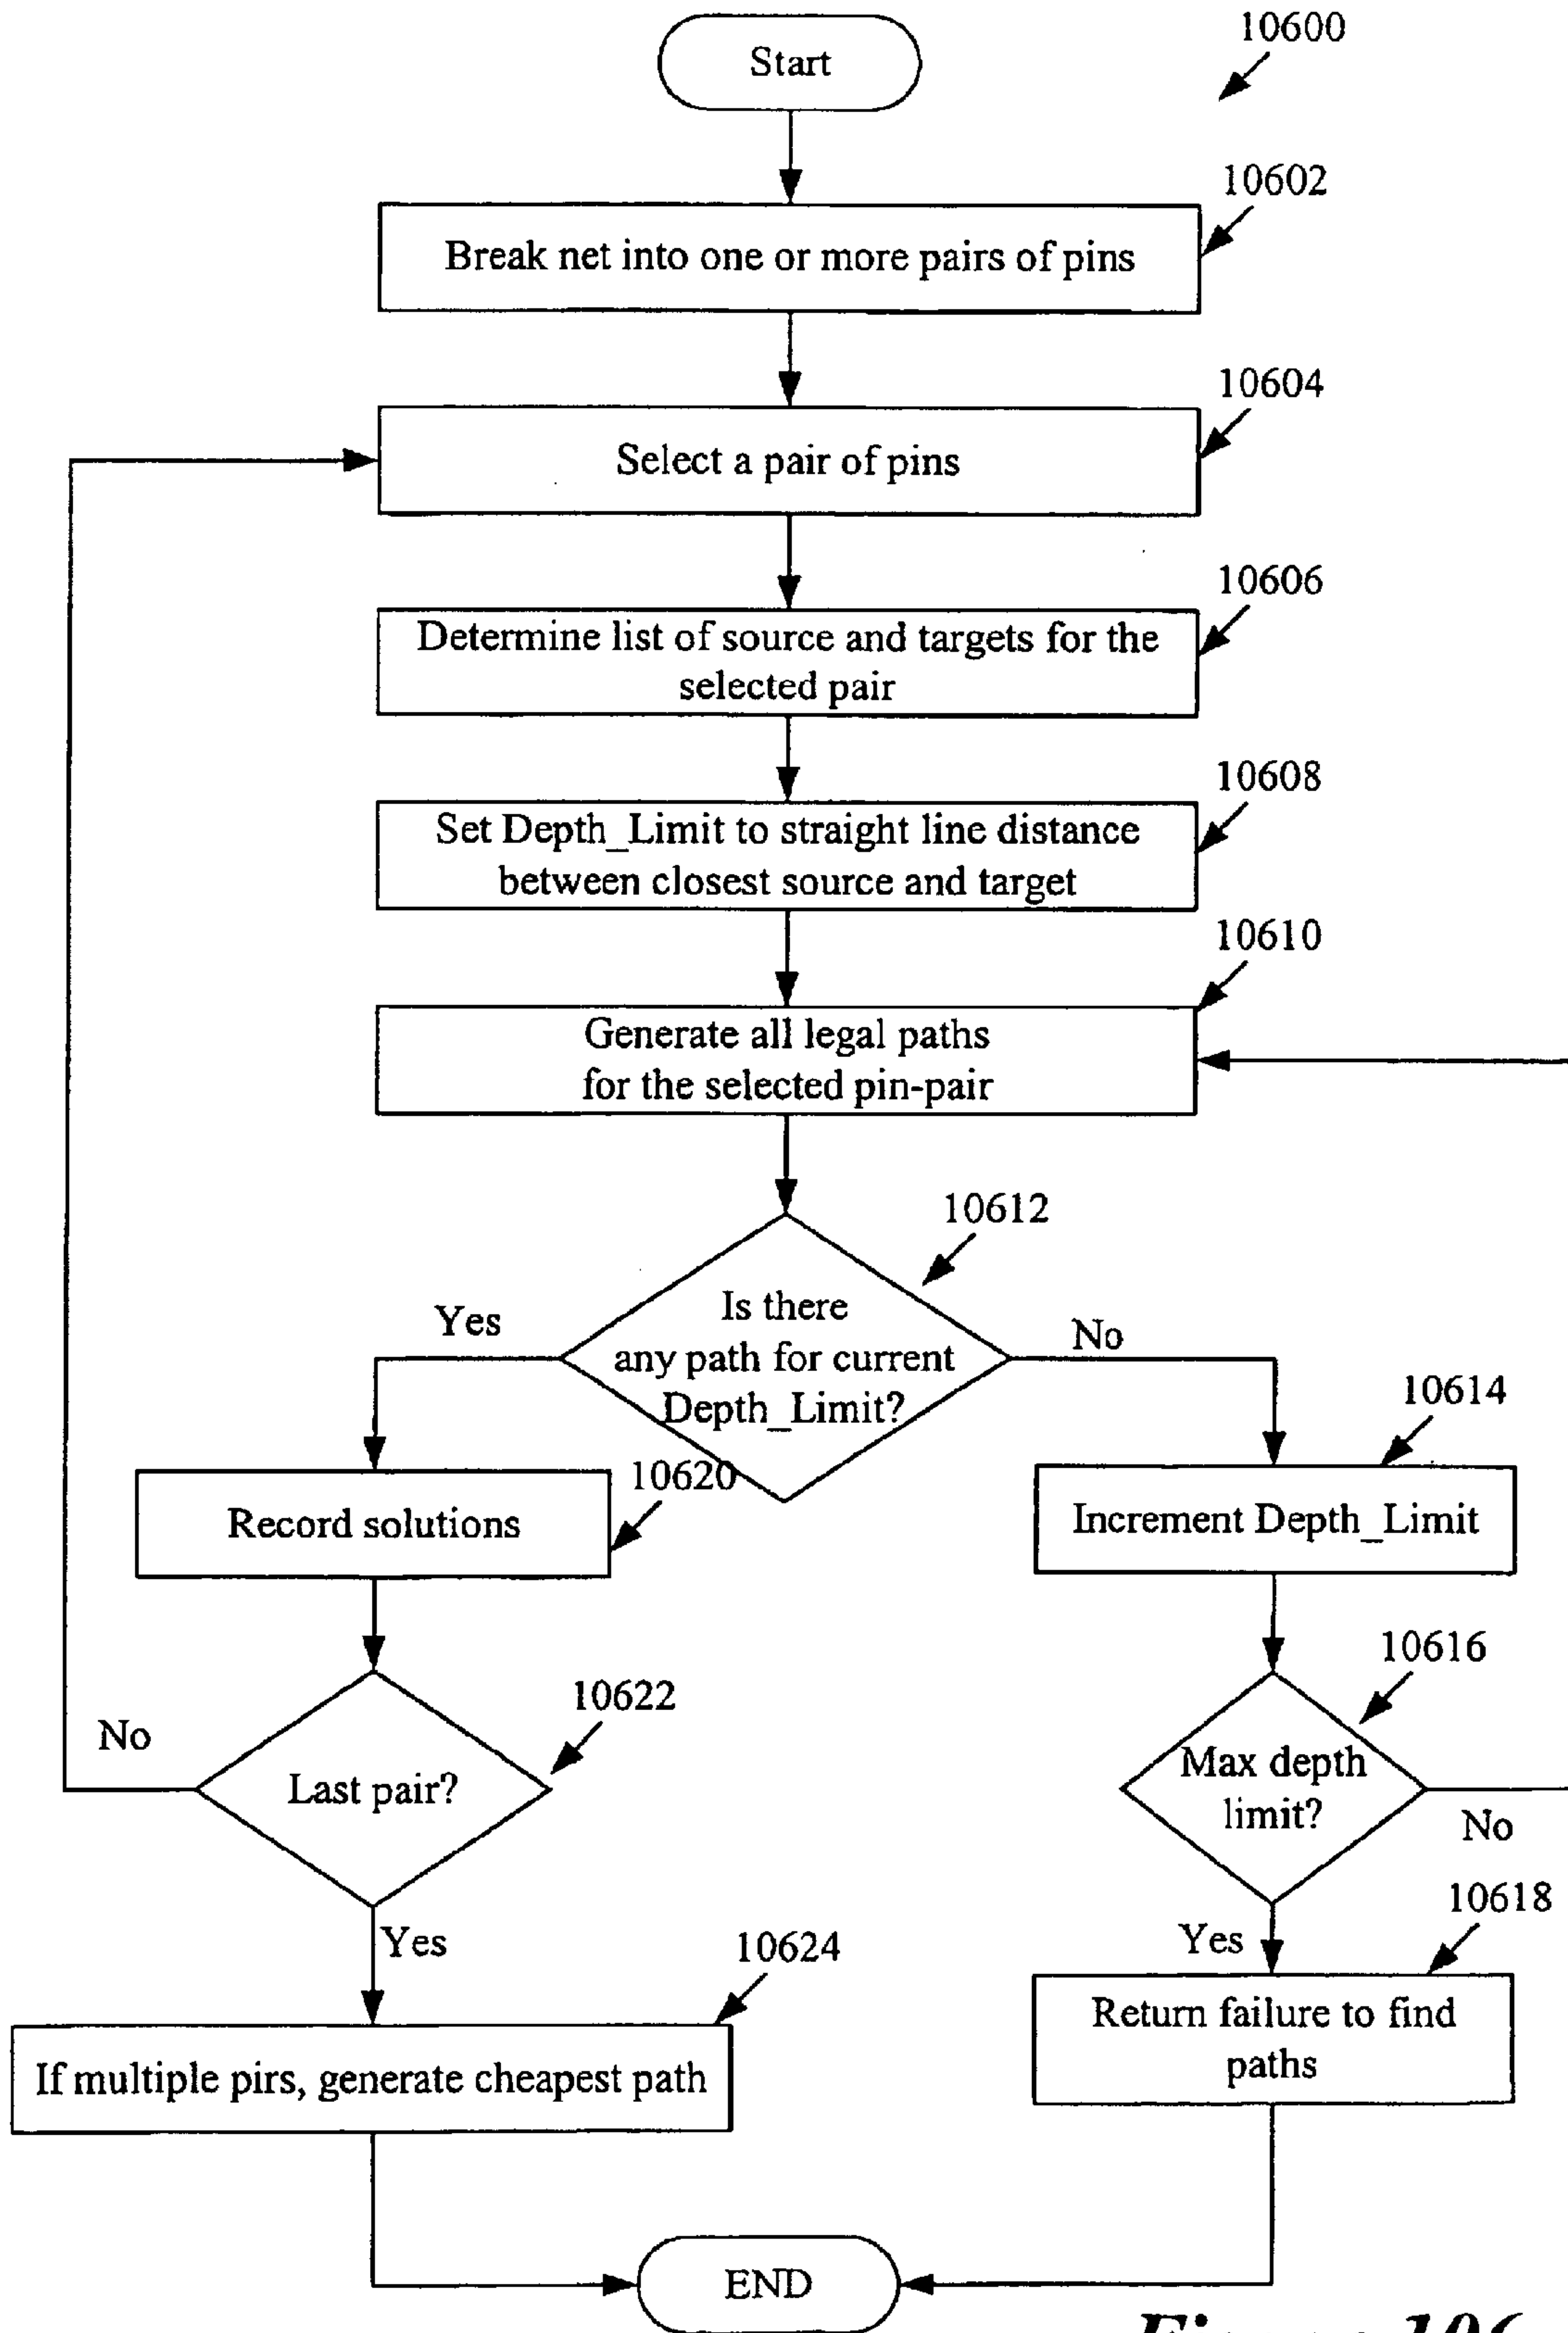 Start
10600
10602
Break net into one or more pairs of pins
10604
Select a pair of pins
10606
Determine list of source and targets for the
selected pair
10608
Set Depth_Limit to straight line distance
between closest source and target
10610
Generate all legal paths
for the selected pin-pair
10612
Is there
any path for current
Depth_Limit?
Yes
No
10614
10620
Record solutions
Increment Depth_Limit
10616
10622
No
Last pair?
Max depth
limit?
No
10618
Yes
Yes
10624
Return failure to find
paths
If multiple pirs, generate cheapest path
END
Figure 106